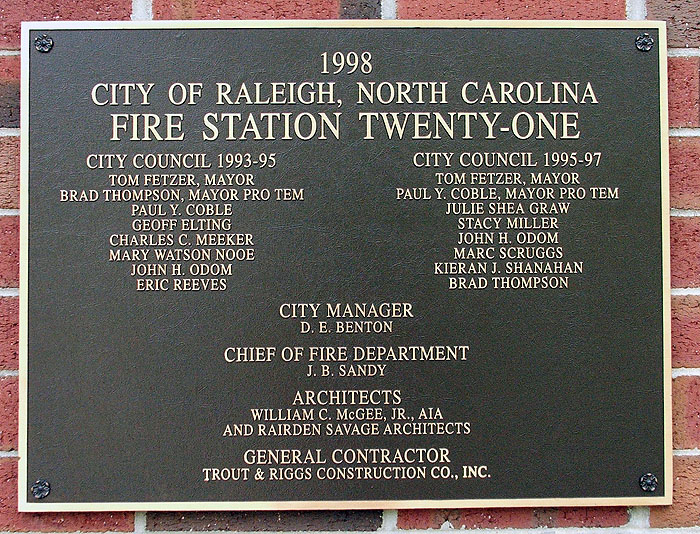 1998
CITY OF RALEIGH, NORTH CAROLINA
FIRE STATION TWENTY-ONE
CITY COUNCIL 1993-95
TOM FETZER, MAYOR
BRAD THOMPSON, MAYOR PRO TEM
PAUL Y. COBLE
GEOFF ELTING
CHARLES C. MEEKER
MARY WATSON NOOE
JOHN H. ODOM
ERIC REEVES
CITY COUNCIL 1995-97
TOM FETZER, MAYOR
PAUL Y. COBLE, MAYOR PRO TEM
JULIE SHEA GRAW
STACY MILLER
JOHN H. ODOM
MARC SCRUGGS
KIERAN J. SHANAHAN
BRAD THOMPSON
CITY MANAGER
D. E. BENTON
CHIEF OF FIRE DEPARTMENT
J. B. SANDY
ARCHITECTS
WILLIAM C. McGEE, JR., AIA
AND RAIRDEN SAVAGE ARCHITECTS
GENERAL CONTRACTOR
TROUT & RIGGS CONSTRUCTION CO., INC.